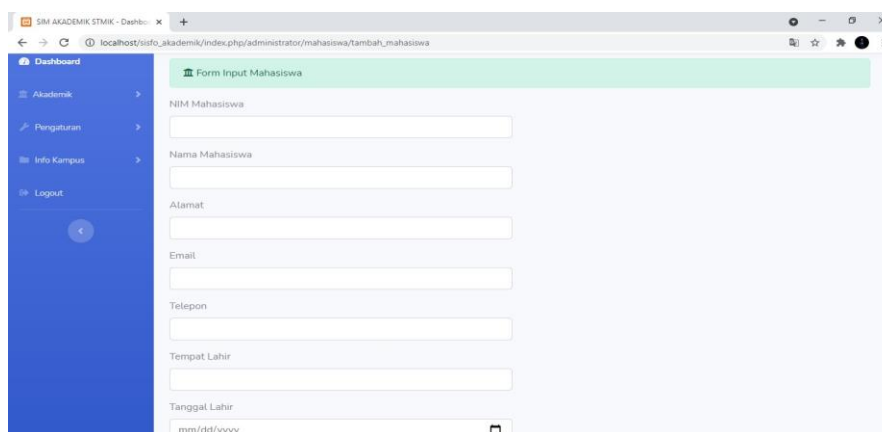 SIM AKADEMIK STMIK - Dashbo
localhost/sisfo_akademik/index.php/administrator/mahasiswa/tambah_mahasiswa
Dashboard
Akademik
Pengaturan
Info Kampus
Logout
Form Input Mahasiswa
NIM Mahasiswa
Nama Mahasiswa
Alamat
Email
Telepon
Tempat Lahir
Tanggal Lahir
mm/dd/yyyy